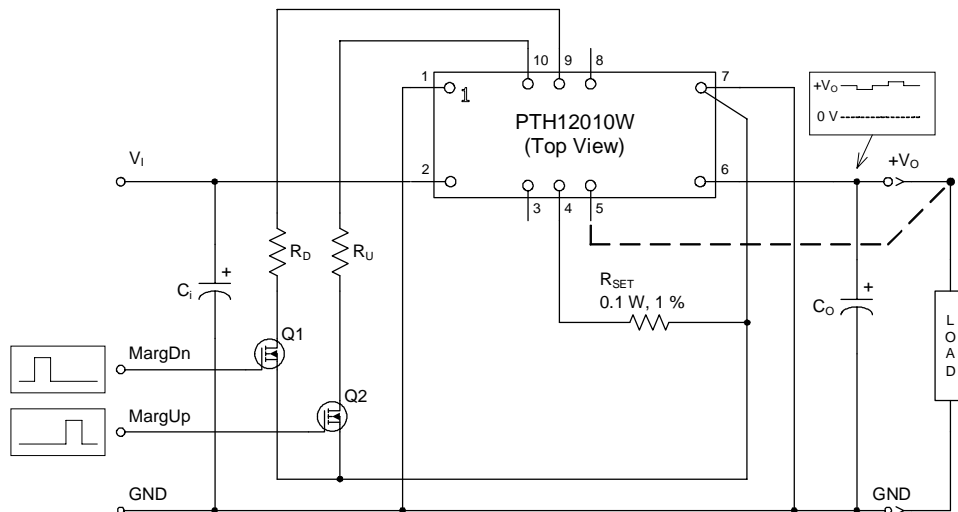 10 9 8
1 1 7
PTH12010W
(Top View)
+VO
0 V
VI
2 6
+VO
3 4 5
RD RU
RSET
0.1 W, 1 %
Ci + CO +
LOAD
Q1
MargDn
Q2
MargUp
GND GND